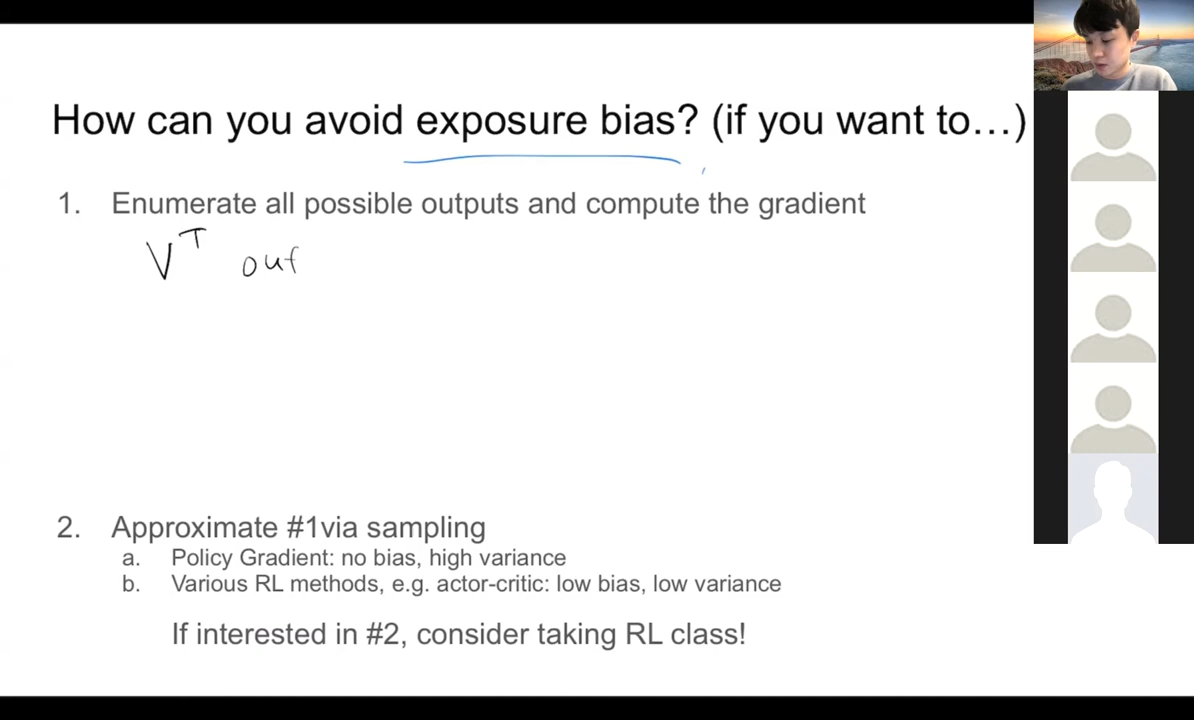 How can you avoid exposure bias? (if you want to…)
1. Enumerate all possible outputs and compute the gradient
V^T out
2. Approximate #1via sampling
a. Policy Gradient: no bias, high variance
b. Various RL methods, e.g. actor-critic: low bias, low variance
If interested in #2, consider taking RL class!